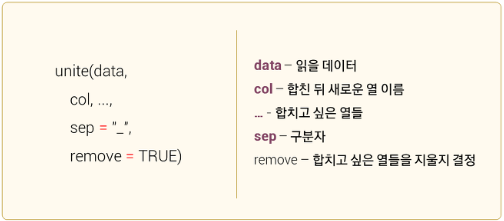 unite(data,
col, ...,
sep = "_",
remove = TRUE)
data – 읽을 데이터
col – 합친 뒤 새로운 열 이름
... - 합치고 싶은 열들
sep – 구분자
remove – 합치고 싶은 열들을 지울지 결정